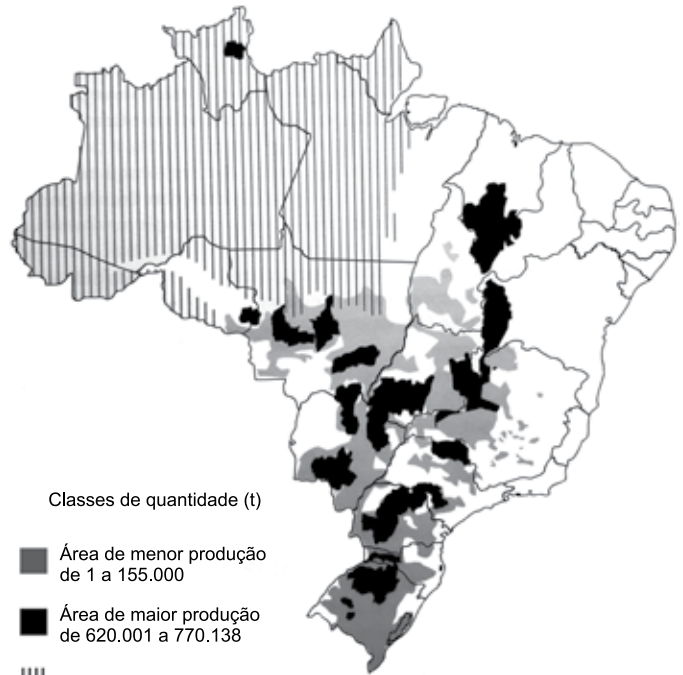 Classes de quantidade (t)
Área de menor produção
de 1 a 155.000
Área de maior produção
de 620.001 a 770.138